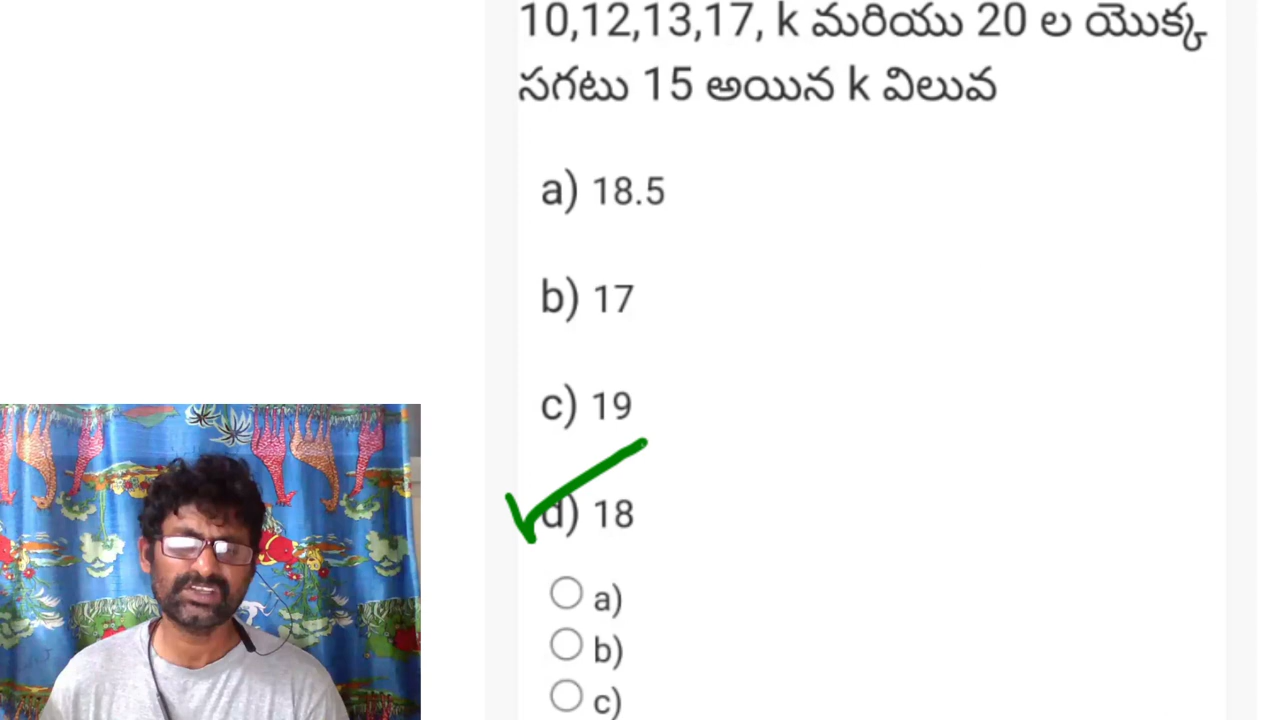 10,12,13,17, k మరియు 20 ల యొక్క
సగటు 15 అయిన k విలువ
a) 18.5
b) 17
c) 19
d) 18
a)
b)
c)